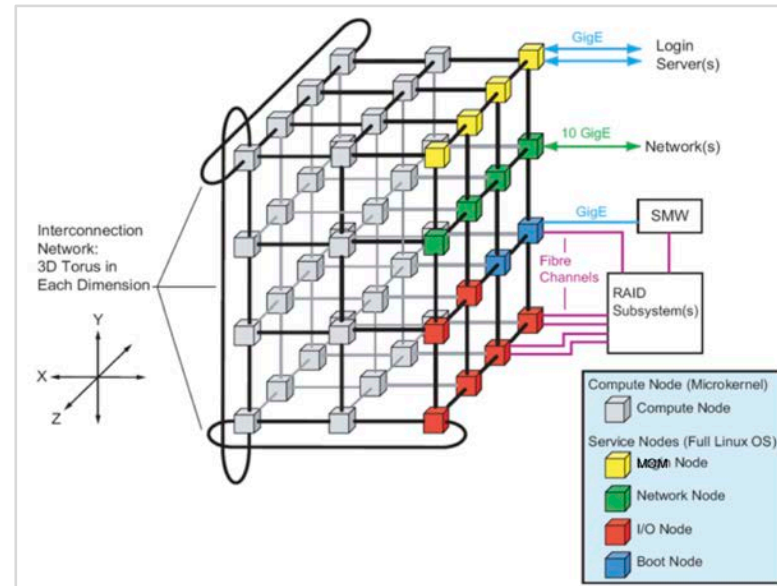 GigE
Login
Server(s)
10 GigE
Network(s)
GigE
SMW
Fibre
Channels
RAID
Subsystem(s)
Interconnection
Network:
3D Torus in
Each Dimension
Y
X
Z
Compute Node (Microkernel)
Compute Node
Service Nodes (Full Linux OS)
MOM Node
Network Node
I/O Node
Boot Node